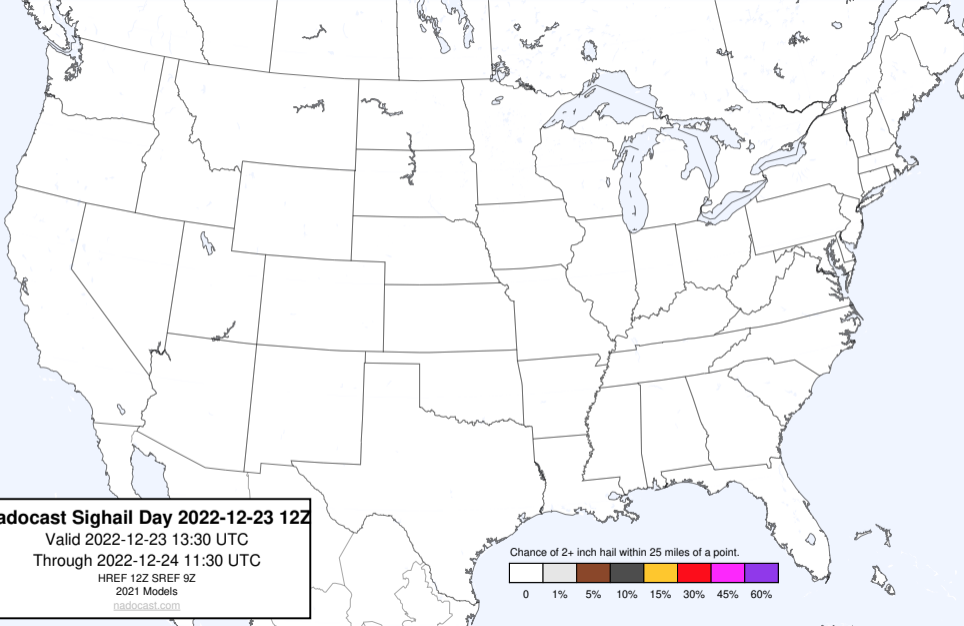 adocast Sighail Day 2022-12-23 12Z
Valid 2022-12-23 13:30 UTC
Through 2022-12-24 11:30 UTC
HREF 12Z SREF 9Z
2021 Models
nadocast.com
Chance of 2+ inch hail within 25 miles of a point.
0 1% 5% 10% 15% 30% 45% 60%